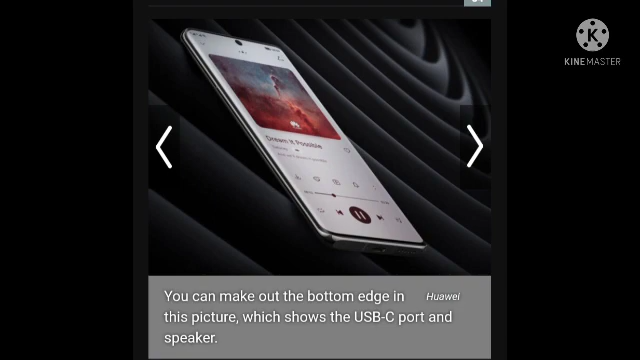 KINEMASTER
Dream It Possible
You can make out the bottom edge in
Huawei
this picture, which shows the USB-C port and
speaker.